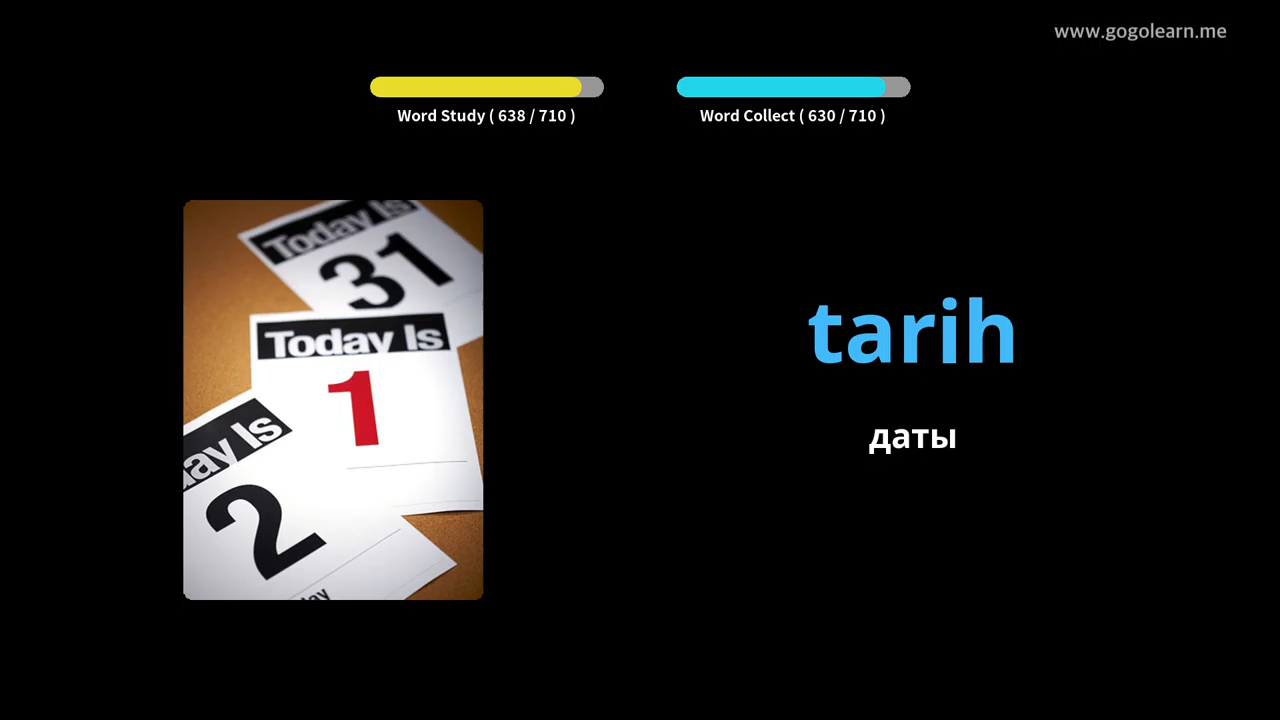 www.gogolearn.me
Word Study ( 638 / 710 )
Word Collect ( 630 / 710 )
Today Is
31
Today Is
1
ay Is
2
tarih
даты